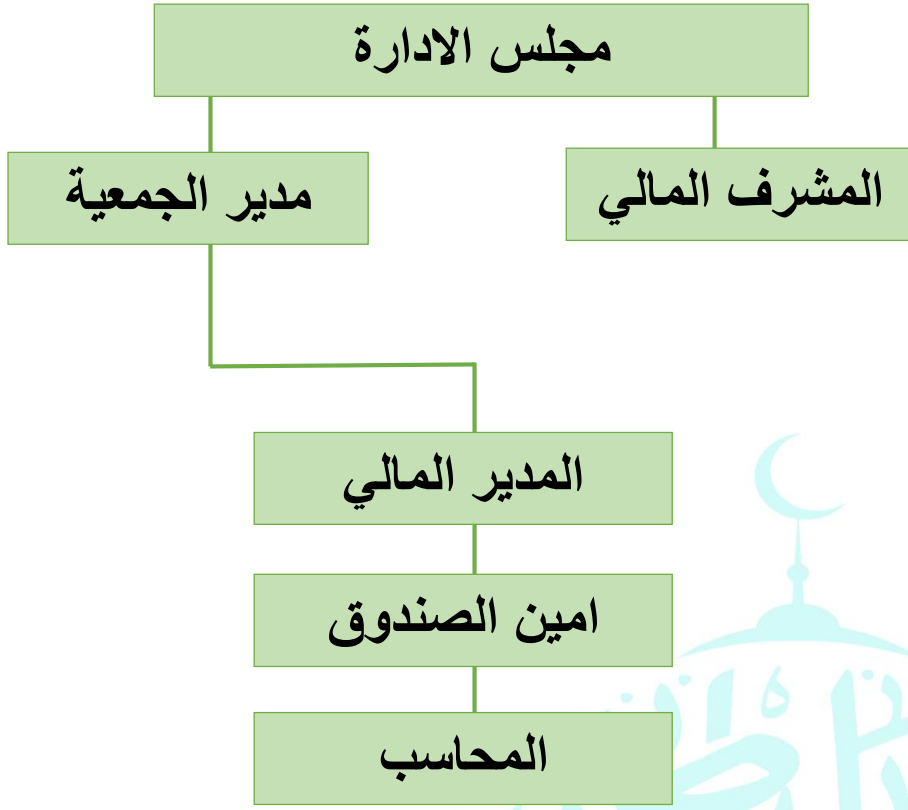 مجلس الادارة
المشرف المالي
مدير الجمعية
المدير المالي
امين الصندوق
المحاسب